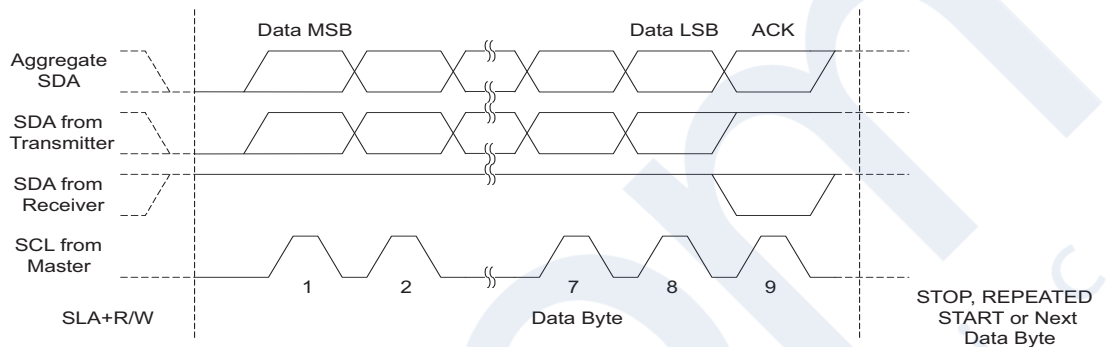 Data MSB
Data LSB
ACK
Aggregate
SDA
SDA from
Transmitter
SDA from
Receiver
SCL from
Master
1
2
7
8
9
SLA+R/W
Data Byte
STOP, REPEATED
START or Next
Data Byte